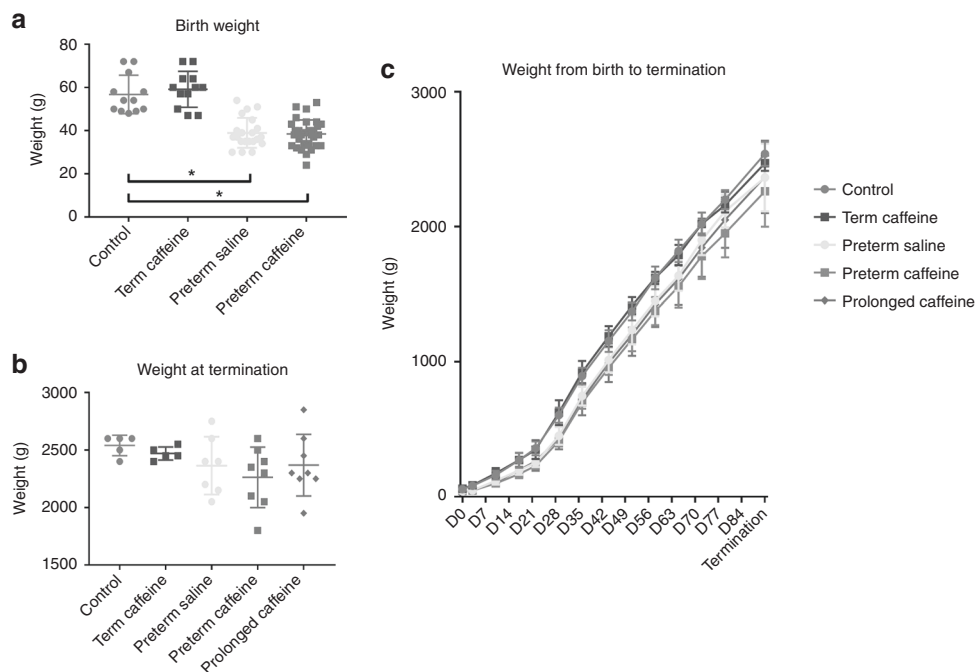 a
Birth weight
80
60
40
20
0
Weight (g)
*
*
Control
Term caffeine
Preterm saline
Preterm caffeine
b
Weight at termination
3000
2500
2000
1500
Weight (g)
Control
Term caffeine
Preterm saline
Preterm caffeine
Prolonged caffeine
c
Weight from birth to termination
3000
2000
1000
0
Weight (g)
D0
D7
D14
D21
D28
D35
D42
D49
D56
D63
D70
D77
D84
Termination
Control
Term caffeine
Preterm saline
Preterm caffeine
Prolonged caffeine